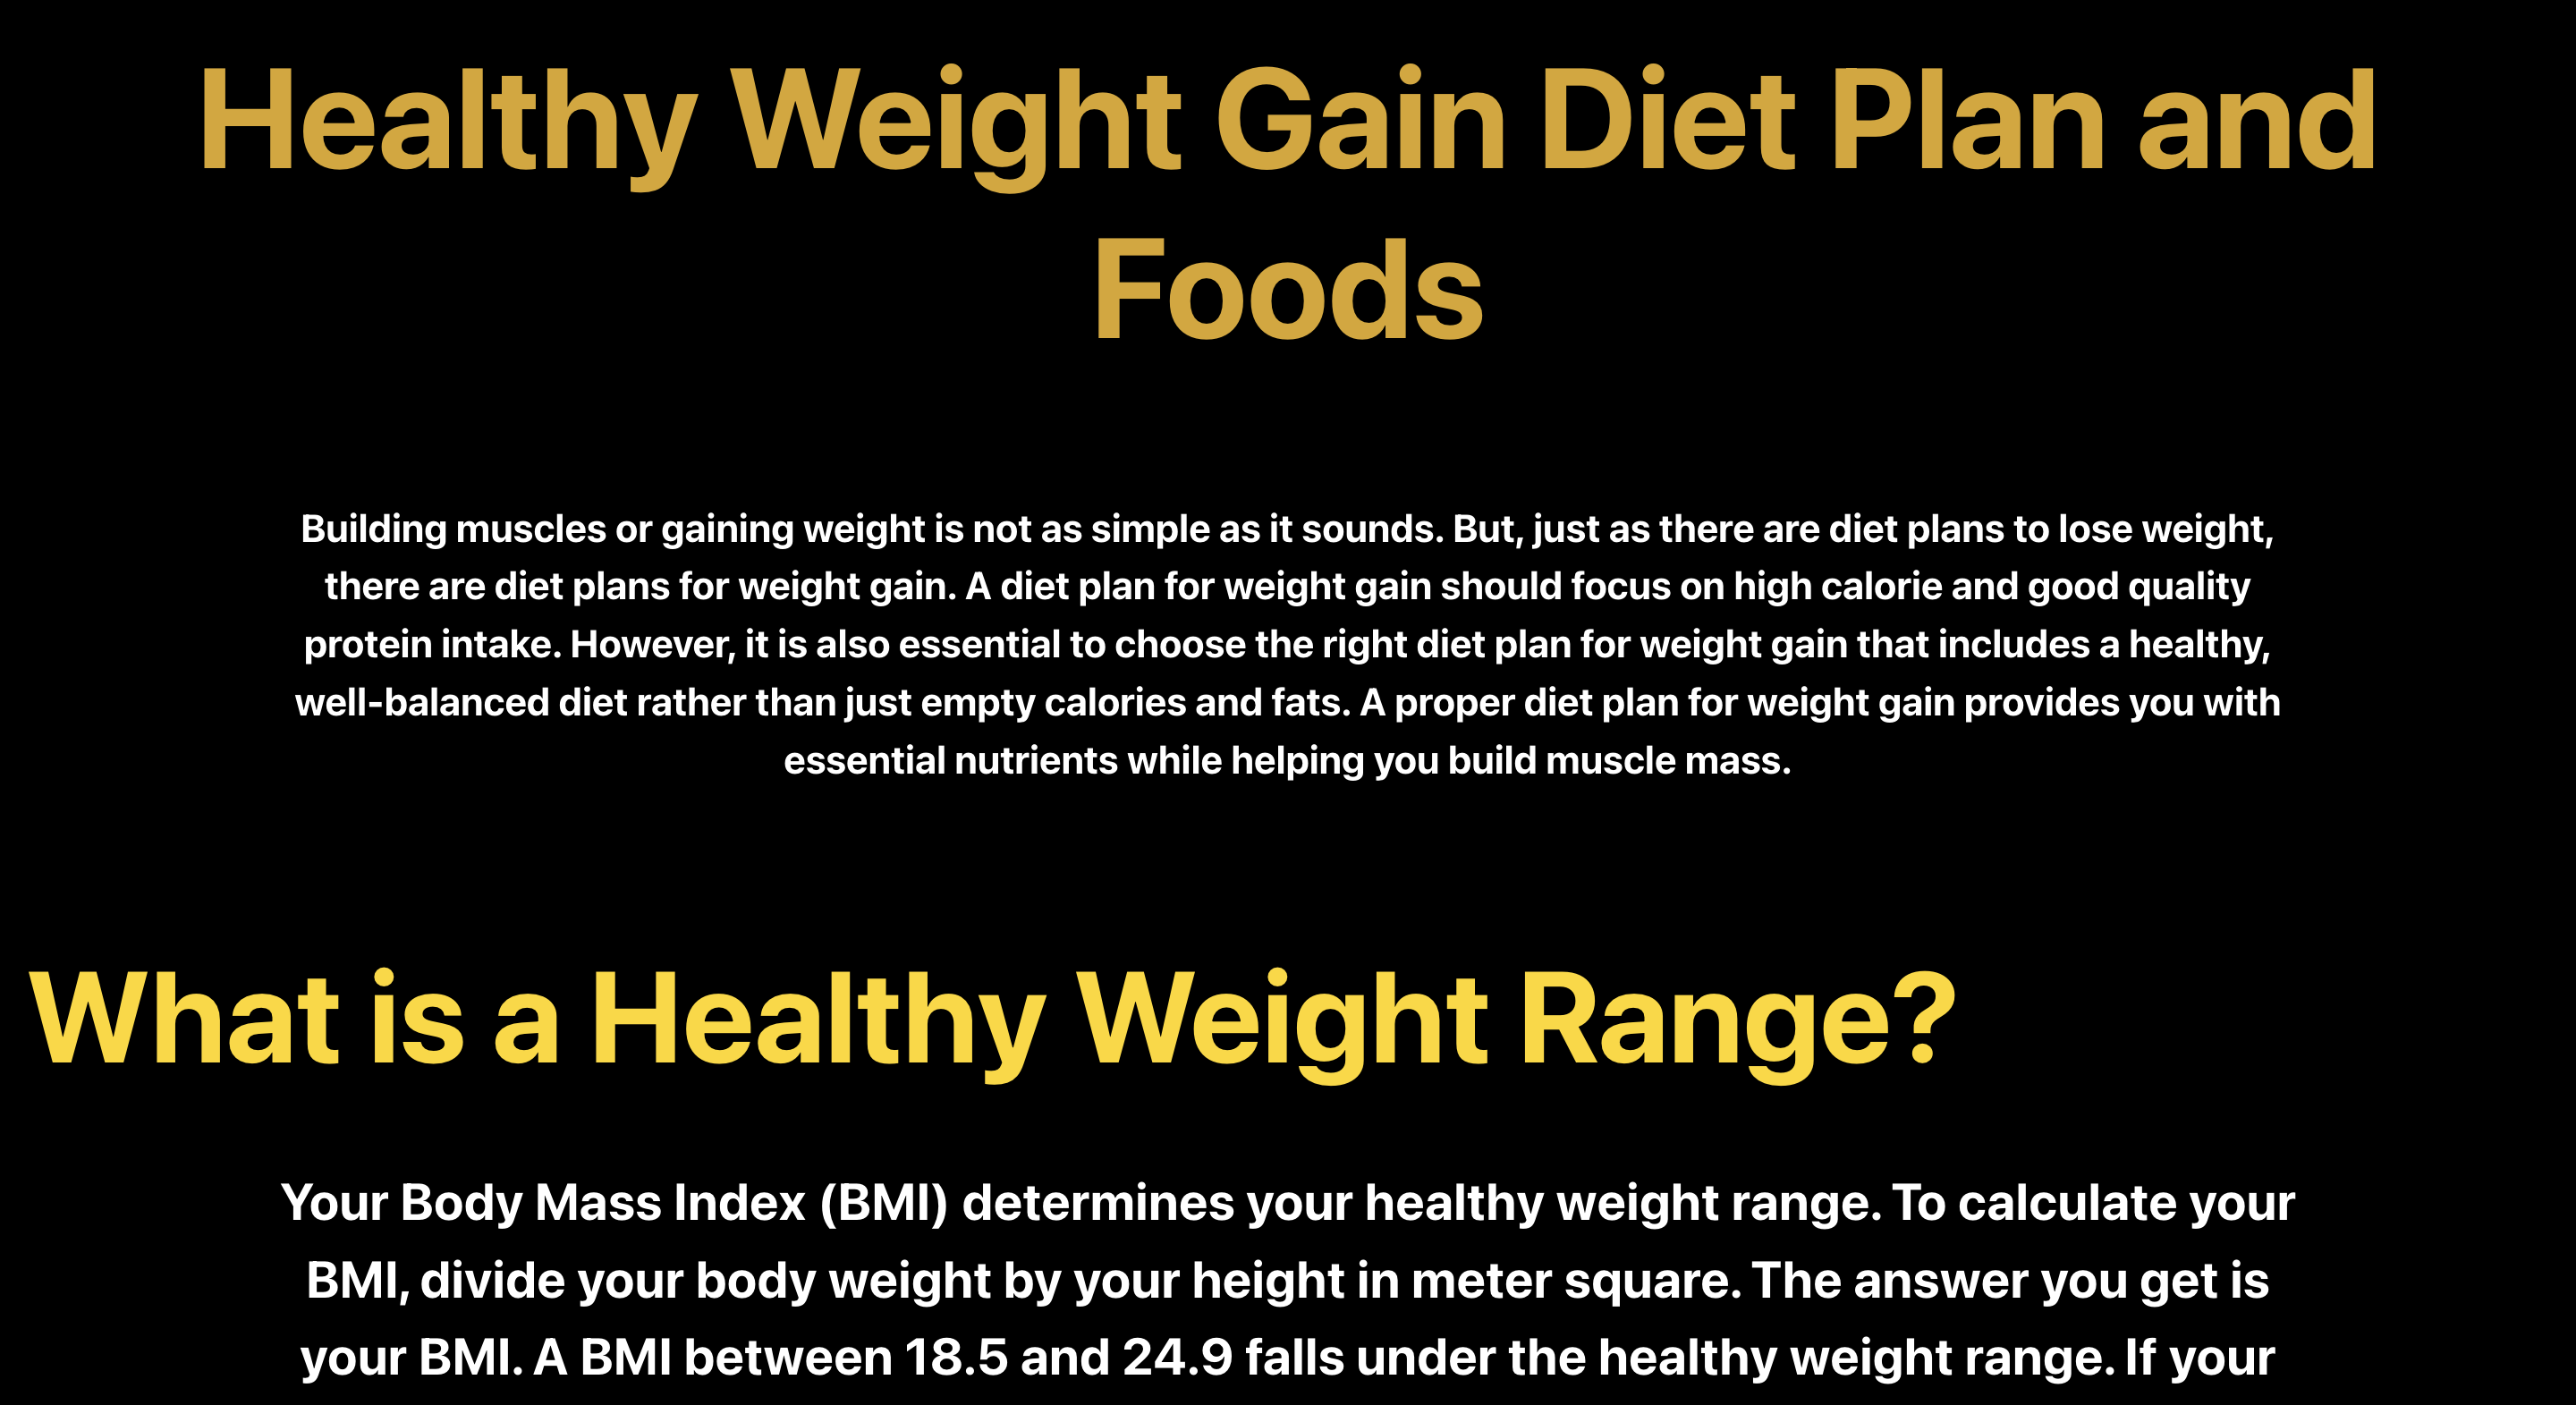 Healthy Weight Gain Diet Plan and
Foods
Building muscles or gaining weight is not as simple as it sounds. But, just as there are diet plans to lose weight,
there are diet plans for weight gain. A diet plan for weight gain should focus on high calorie and good quality
protein intake. However, it is also essential to choose the right diet plan for weight gain that includes a healthy,
well-balanced diet rather than just empty calories and fats. A proper diet plan for weight gain provides you with
essential nutrients while helping you build muscle mass.
What is a Healthy Weight Range?
Your Body Mass Index (BMI) determines your healthy weight range. To calculate your
BMI, divide your body weight by your height in meter square. The answer you get is
your BMI. A BMI between 18.5 and 24.9 falls under the healthy weight range. If your